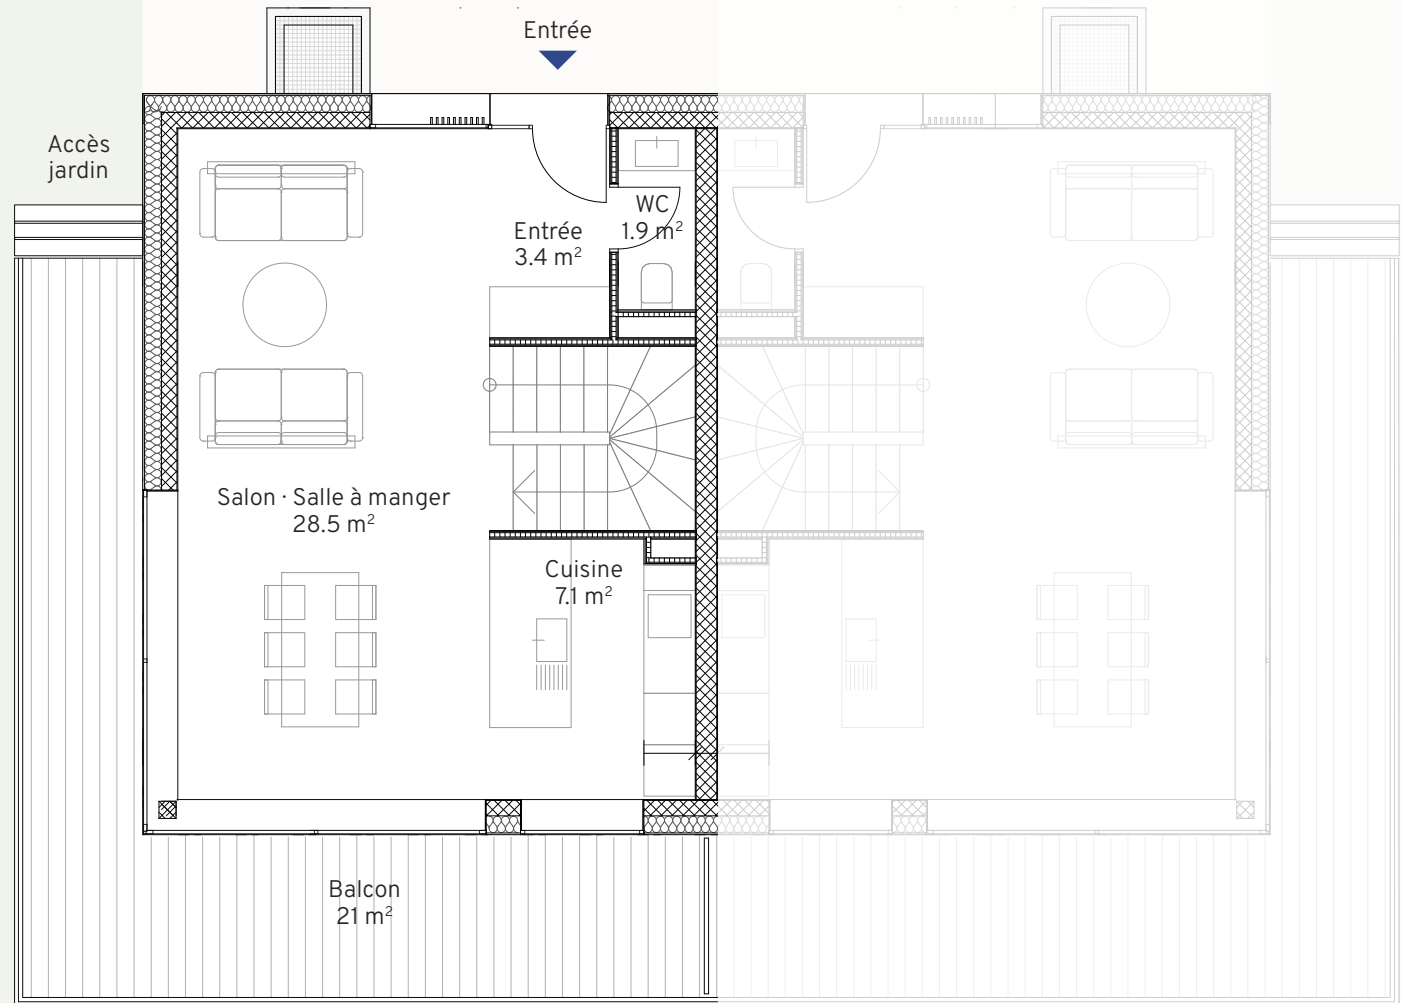 Entrée
Accès
jardin
WC
1.9 m²
Entrée
3.4 m²
Salon · Salle à manger
28.5 m²
Cuisine
7.1 m²
Balcon
21 m²